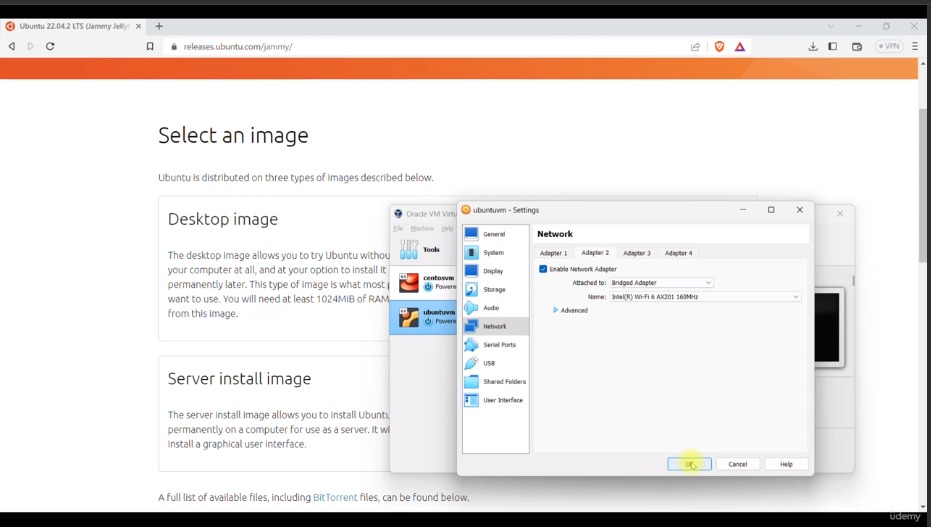 Ubuntu 22.04.2 LTS (Jammy Jelly
releases.ubuntu.com/jammy/
VPN
Select an image
Ubuntu is distributed on three types of images described below.
Desktop image
The desktop image allows you to try Ubuntu withou
your computer at all, and at your option to install it
permanently later. This type of image is what most
want to use. You will need at least 1024MiB of RAM
from this image.
Server install image
The server install image allows you to install Ubuntu
permanently on a computer for use as a server. It wi
install a graphical user interface.
A full list of available files, including BitTorrent files, can be found below.
Oracle VM Virtu
File Machine Help
Tools
centosvm
Powere
ubuntuvm
Powere
ubuntuvm - Settings
General
System
Display
Storage
Audio
Network
Serial Ports
USB
Shared Folders
User Interface
Network
Adapter 1 Adapter 2 Adapter 3 Adapter 4
Enable Network Adapter
Attached to: Bridged Adapter
Name: Intel(R) Wi-Fi 6 AX201 160MHz
Advanced
OK Cancel Help
udemy